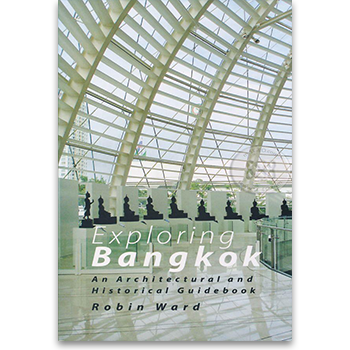 Exploring
Bangkok
An Architectural and
Historical Guidebook
Robin Ward